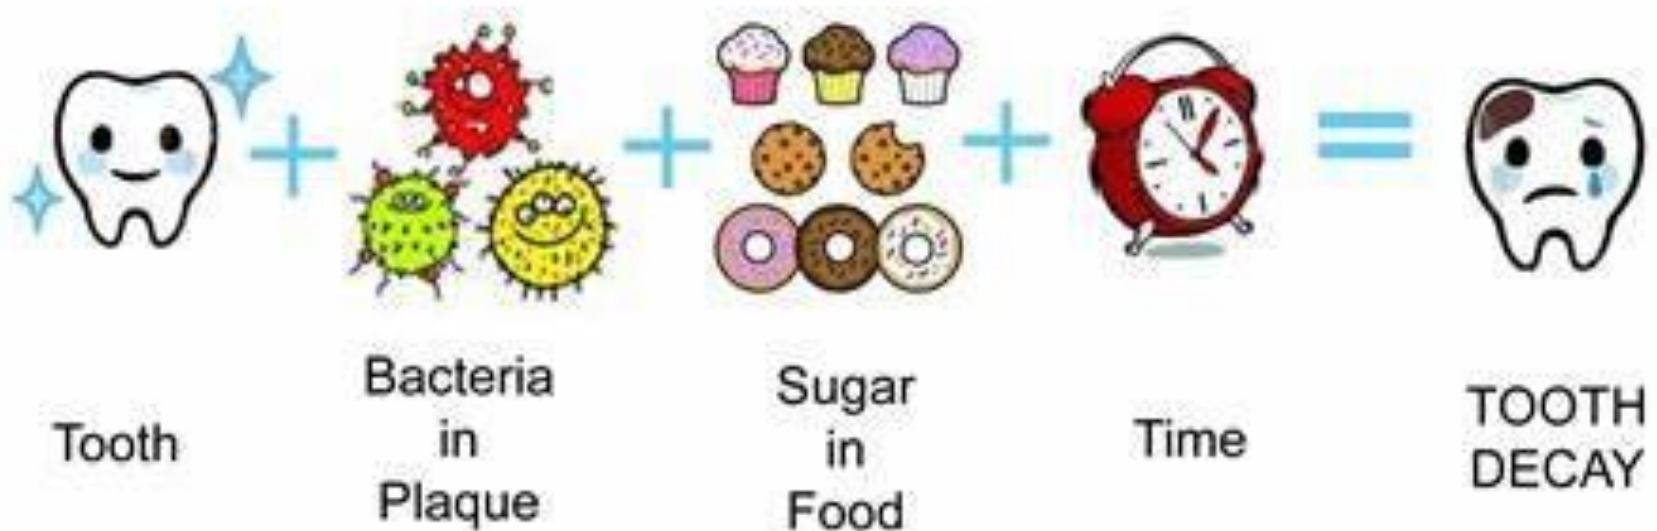 Tooth
Bacteria
in
Plaque
Sugar
in
Food
Time
TOOTH
DECAY